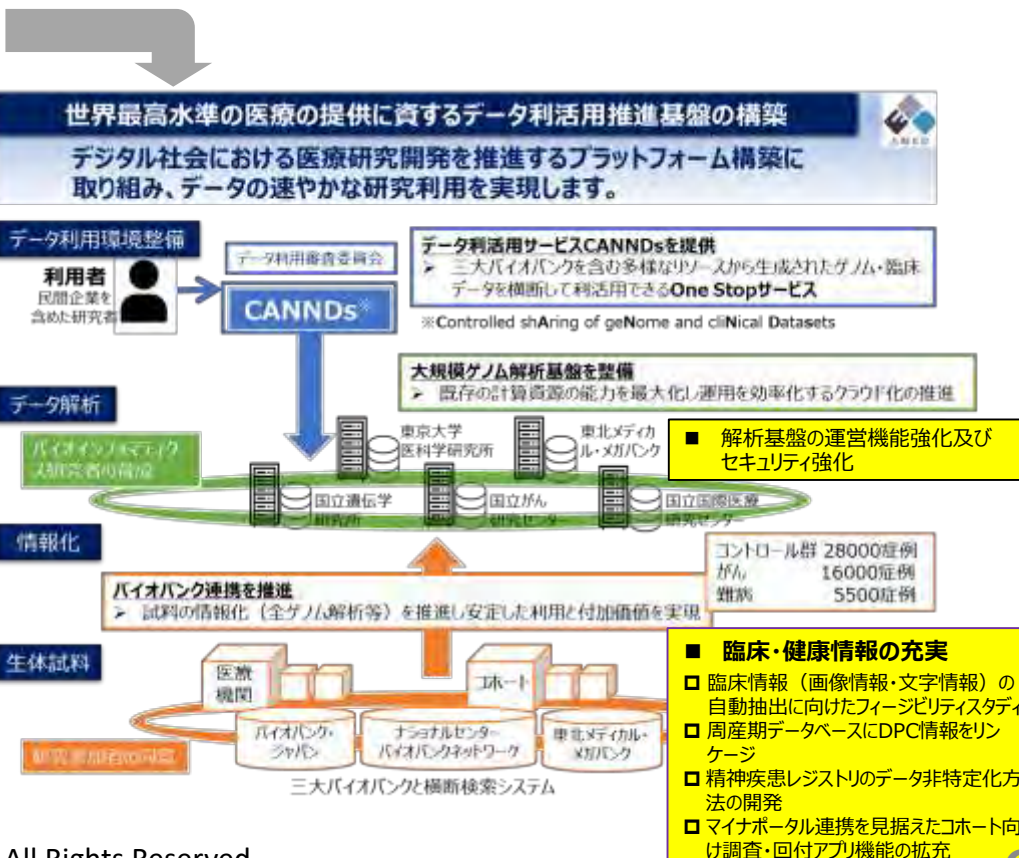 世界最高水準の医療の提供に資するデータ利活用推進基盤の構築
AMED
デジタル社会における医療研究開発を推進するプラットフォーム構築に
取り組み、データの速やかな研究利用を実現します。
データ利用環境整備
利用者
民間企業を
含めた研究者
データ利用審査委員会
CANNDs※
データ利活用サービスCANNDsを提供
➢ 三大バイオバンクを含む多様なリソースから生成されたゲノム・臨床
データを横断して利活用できるOne Stopサービス
※Controlled shAring of geNome and cliNical Datasets
大規模ゲノム解析基盤を整備
➢ 既存の計算資源の能力を最大化し運用を効率化するクラウド化の推進
データ解析
バイオインフォマティク
ス研究者の育成
東京大学
医科学研究所
東北メディカ
ル・メガバンク
■ 解析基盤の運営機能強化及び
セキュリティ強化
国立遺伝学
研究所
国立がん
研究センター
国立国際医療
研究センター
情報化
コントロール群 28000症例
がん 16000症例
難病 5500症例
バイオバンク連携を推進
➢ 試料の情報化（全ゲノム解析等）を推進し安定した利用と付加価値を実現
生体試料
医療
機関
コホート
バイオバンク・
ジャパン
ナショナルセンター
バイオバンクネットワーク
東北メディカル・
メガバンク
研究参加者の同意
三大バイオバンクと横断検索システム
■ 臨床・健康情報の充実
臨床情報（画像情報・文字情報）の
自動抽出に向けたフィージビリティスタディ
周産期データベースにDPC情報をリン
ケージ
精神疾患レジストリのデータ非特定化方
法の開発
マイナポータル連携を見据えたコホート向
け調査・回付アプリ機能の拡充
All Rights Reserved